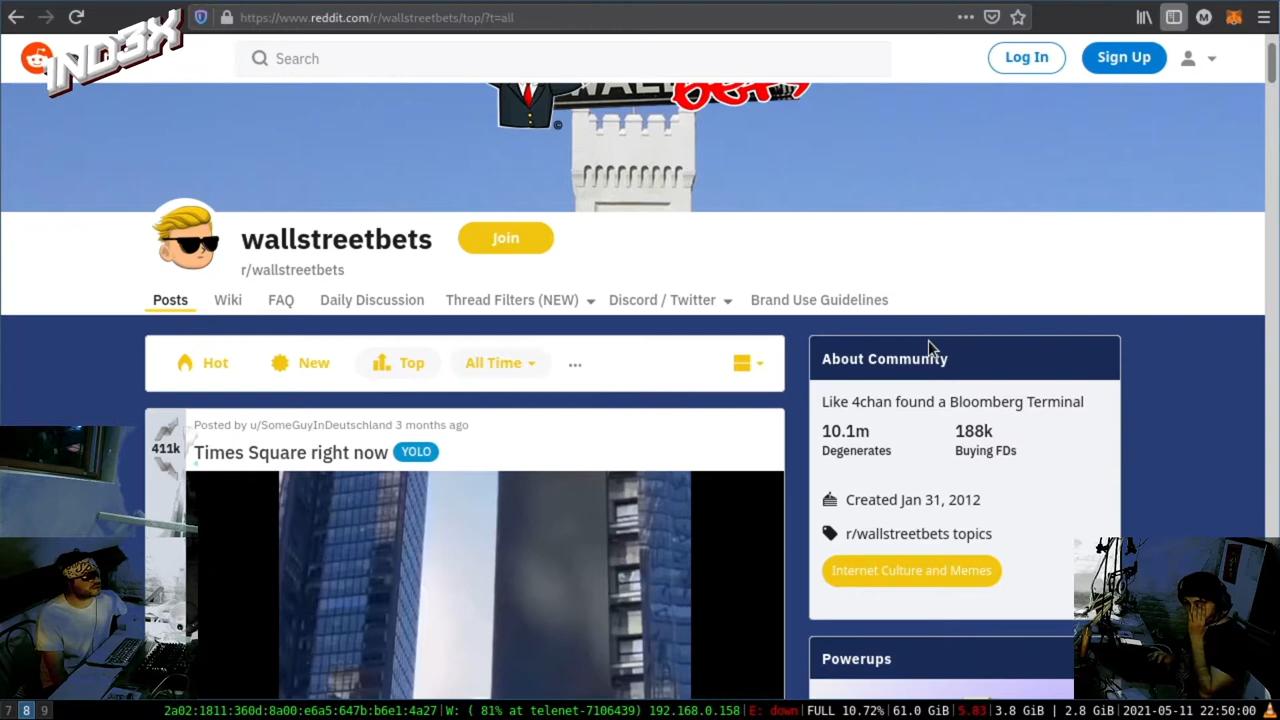 https://www.reddit.com/r/wallstreetbets/top/?t=all
IND3X
Search
Log In
Sign Up
wallstreetbets
Join
r/wallstreetbets
Posts
Wiki
FAQ
Daily Discussion
Thread Filters (NEW)
Discord / Twitter
Brand Use Guidelines
Hot
New
Top
All Time
About Community
Like 4chan found a Bloomberg Terminal
10.1m
188k
Degenerates
Buying FDs
Created Jan 31, 2012
r/wallstreetbets topics
Internet Culture and Memes
Powerups
411k
Posted by u/SomeGuyInDeutschland 3 months ago
Times Square right now YOLO
7 8 9
2a02:1811:360d:8a00:e6a5:647b:b6e1:4a27|W: ( 81% at telenet-7106439) 192.168.0.158|E: down|FULL 10.72%|61.0 GiB|5.83|3.8 GiB | 2.8 GiB|2021-05-11 22:50:00